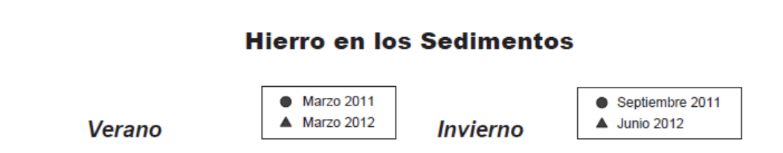 Hierro en los Sedimentos
Verano
Marzo 2011
Marzo 2012
Invierno
Septiembre 2011
Junio 2012